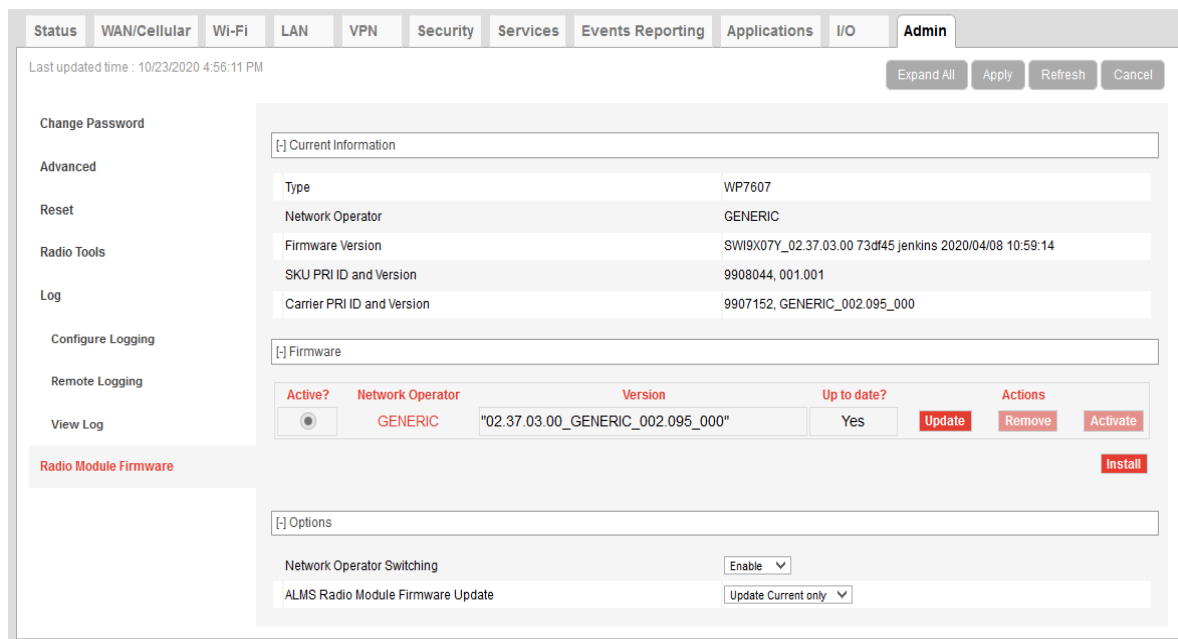 Status WAN/Cellular Wi-Fi LAN VPN Security Services Events Reporting Applications I/O Admin
Last updated time : 10/23/2020 4:56:11 PM
Expand All Apply Refresh Cancel
Change Password
Advanced
Reset
Radio Tools
Log
Configure Logging
Remote Logging
View Log
Radio Module Firmware
[-] Current Information
Type WP7607
Network Operator GENERIC
Firmware Version SWI9X07Y_02.37.03.00 73df45 jenkins 2020/04/08 10:59:14
SKU PRI ID and Version 9908044, 001.001
Carrier PRI ID and Version 9907152, GENERIC_002.095_000
[-] Firmware
Active? Network Operator Version Up to date? Actions
GENERIC "02.37.03.00_GENERIC_002.095_000" Yes Update Remove Activate
Install
[-] Options
Network Operator Switching Enable
ALMS Radio Module Firmware Update Update Current only